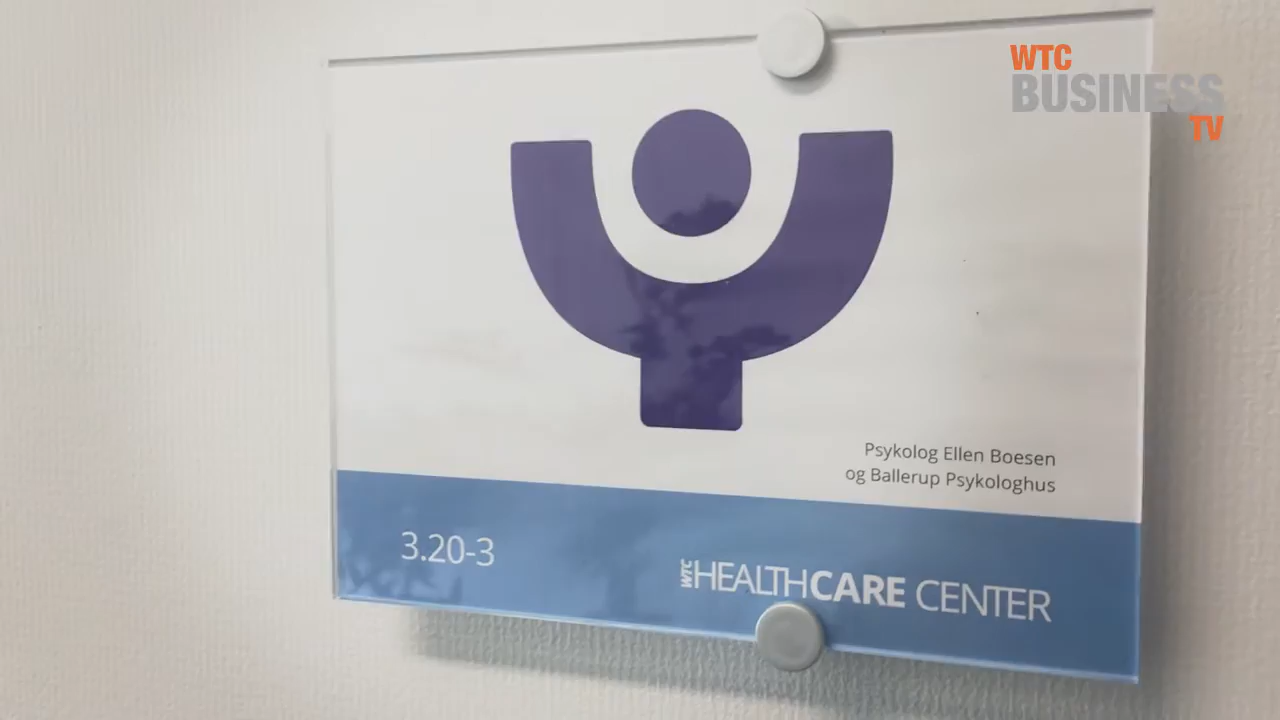 WTC
BUSINESS
TV
Psykolog Ellen Boesen
og Ballerup Psykologhus
3.20-3
WTC HEALTHCARE CENTER